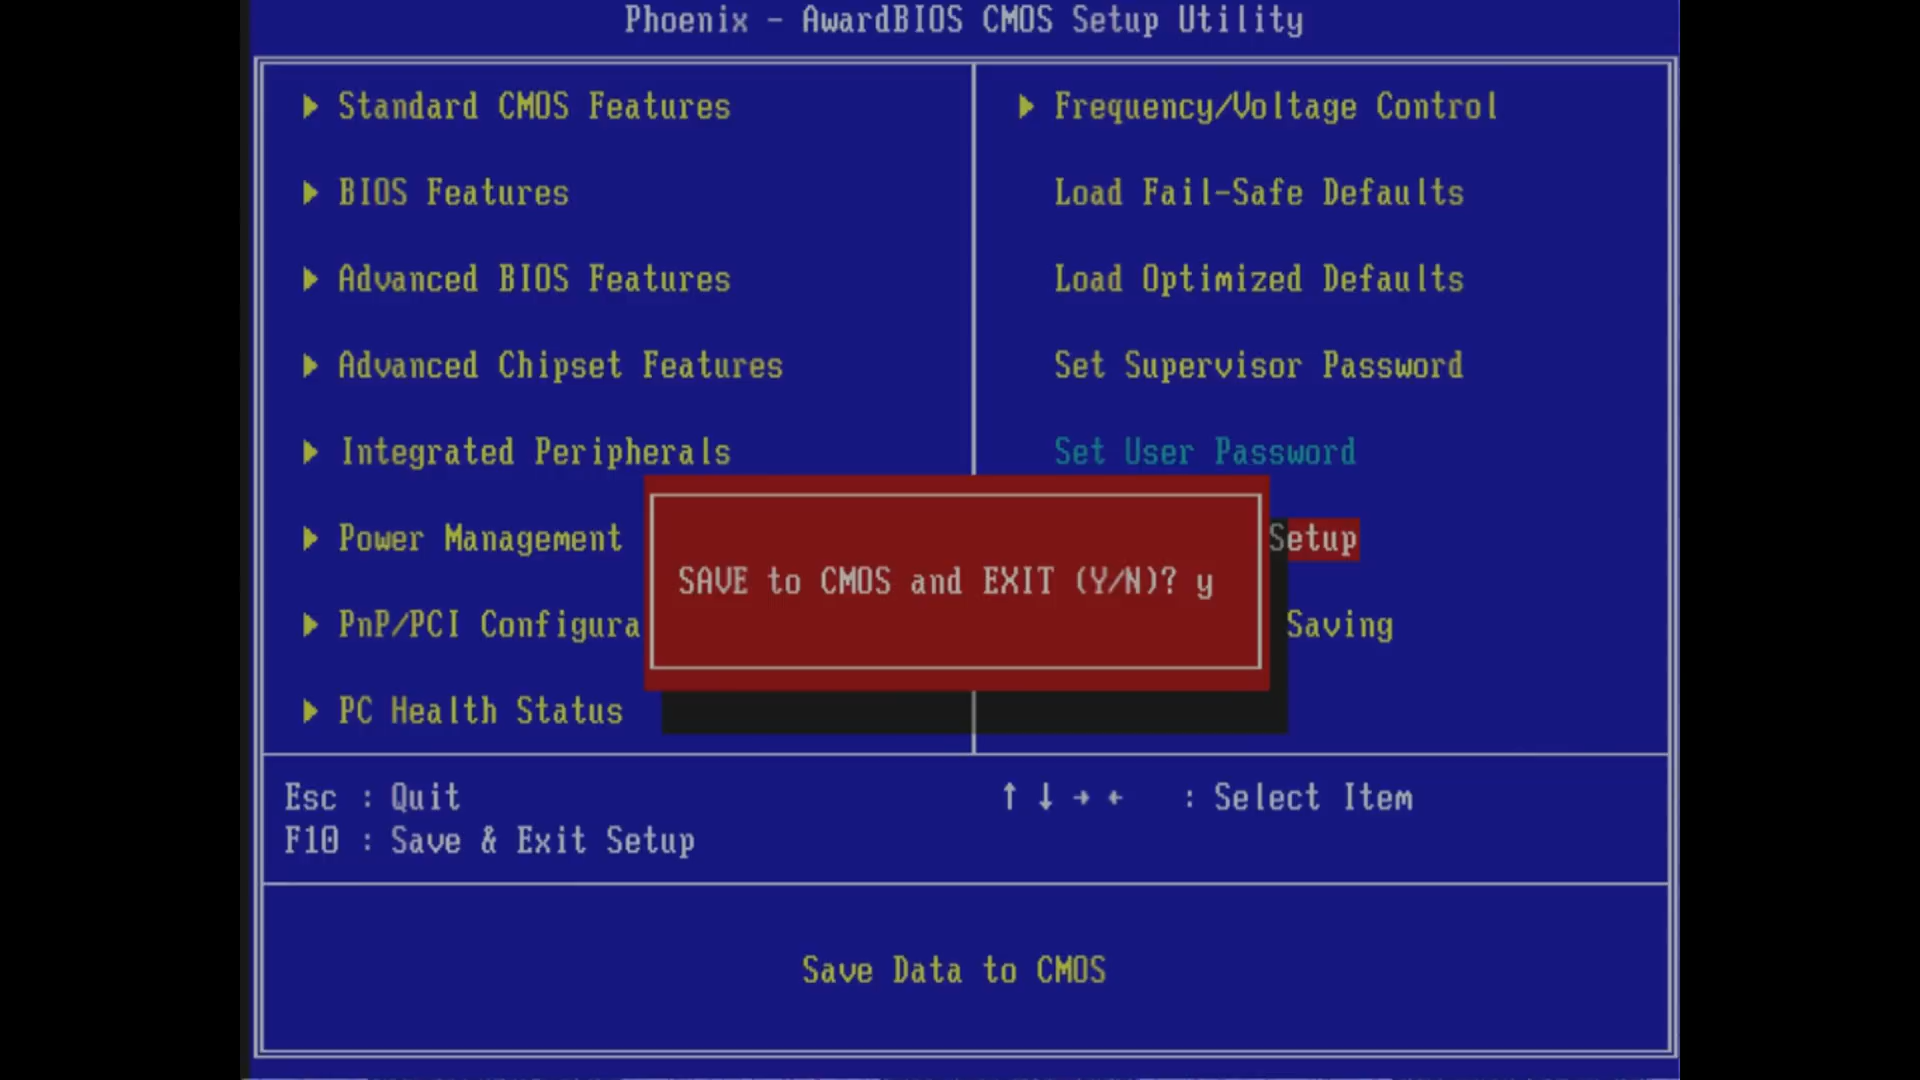 Phoenix - AwardBIOS CMOS Setup Utility
Standard CMOS Features
BIOS Features
Advanced BIOS Features
Advanced Chipset Features
Integrated Peripherals
Power Management
PnP/PCI Configura
PC Health Status
Frequency/Voltage Control
Load Fail-Safe Defaults
Load Optimized Defaults
Set Supervisor Password
Set User Password
Setup
Saving
SAVE to CMOS and EXIT (Y/N)? y
Esc : Quit
F10 : Save & Exit Setup
↑ ↓ → ← : Select Item
Save Data to CMOS